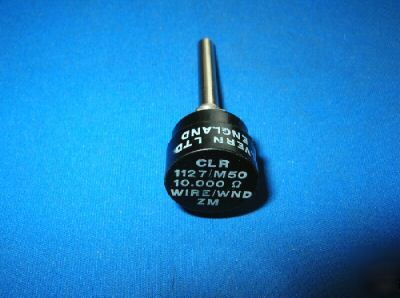 VERN LTD
ENGLAND
CLR
1127/M50
10.000 Ω
WIRE/WND
ZM